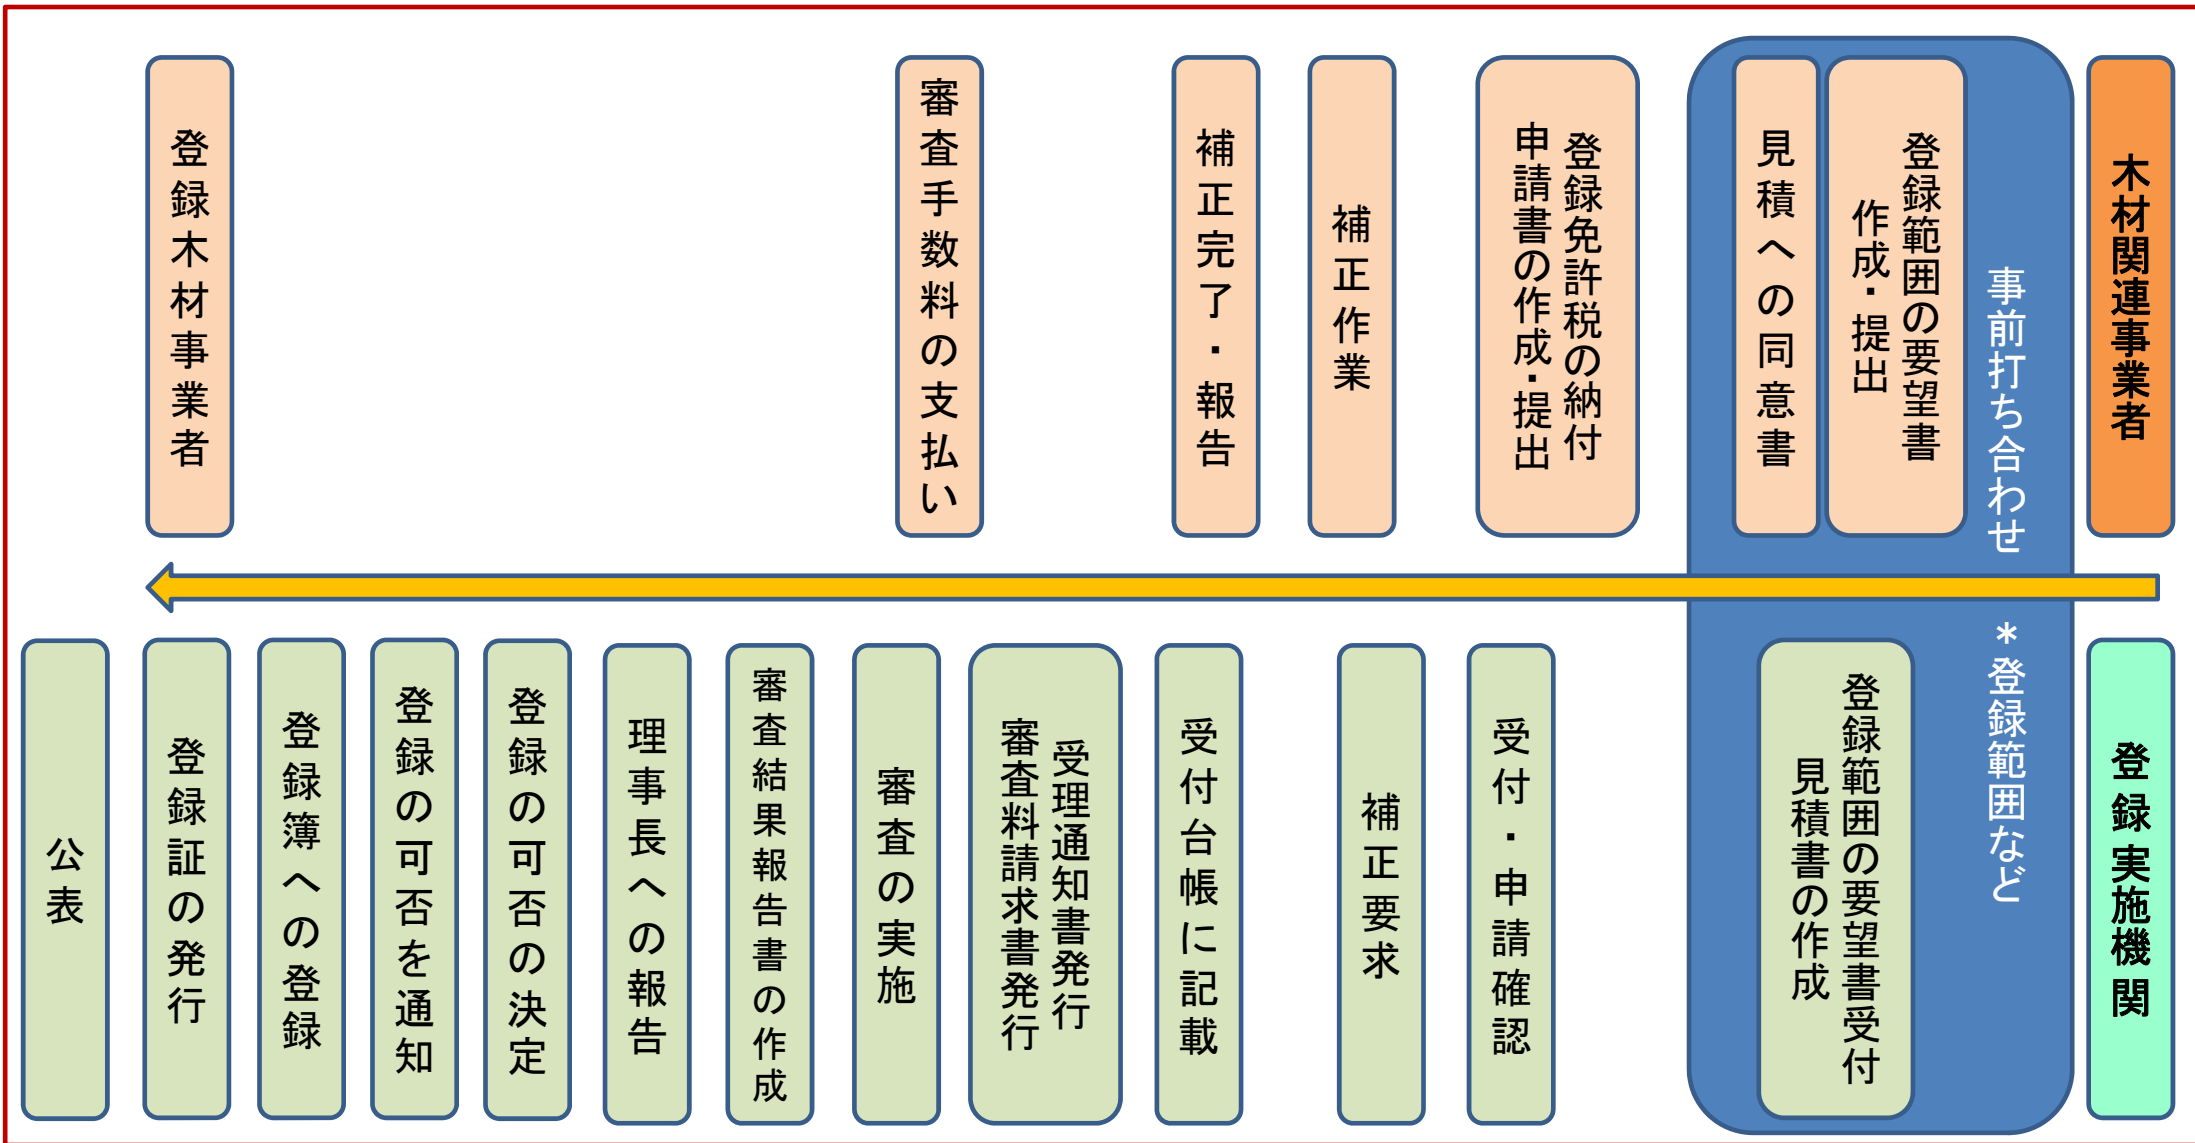 木材関連事業者
事前打ち合わせ
*登録範囲など
登録範囲の要望書
作成・提出
見積への同意書
登録免許税の納付
申請書の作成・提出
補正作業
補正完了・報告
審査手数料の支払い
登録木材事業者
登録実施機関
登録範囲の要望書受付
見積書の作成
受付・申請確認
補正要求
受付台帳に記載
受理通知書発行
審査料請求書発行
審査の実施
審査結果報告書の作成
理事長への報告
登録の可否の決定
登録の可否を通知
登録簿への登録
登録証の発行
公表